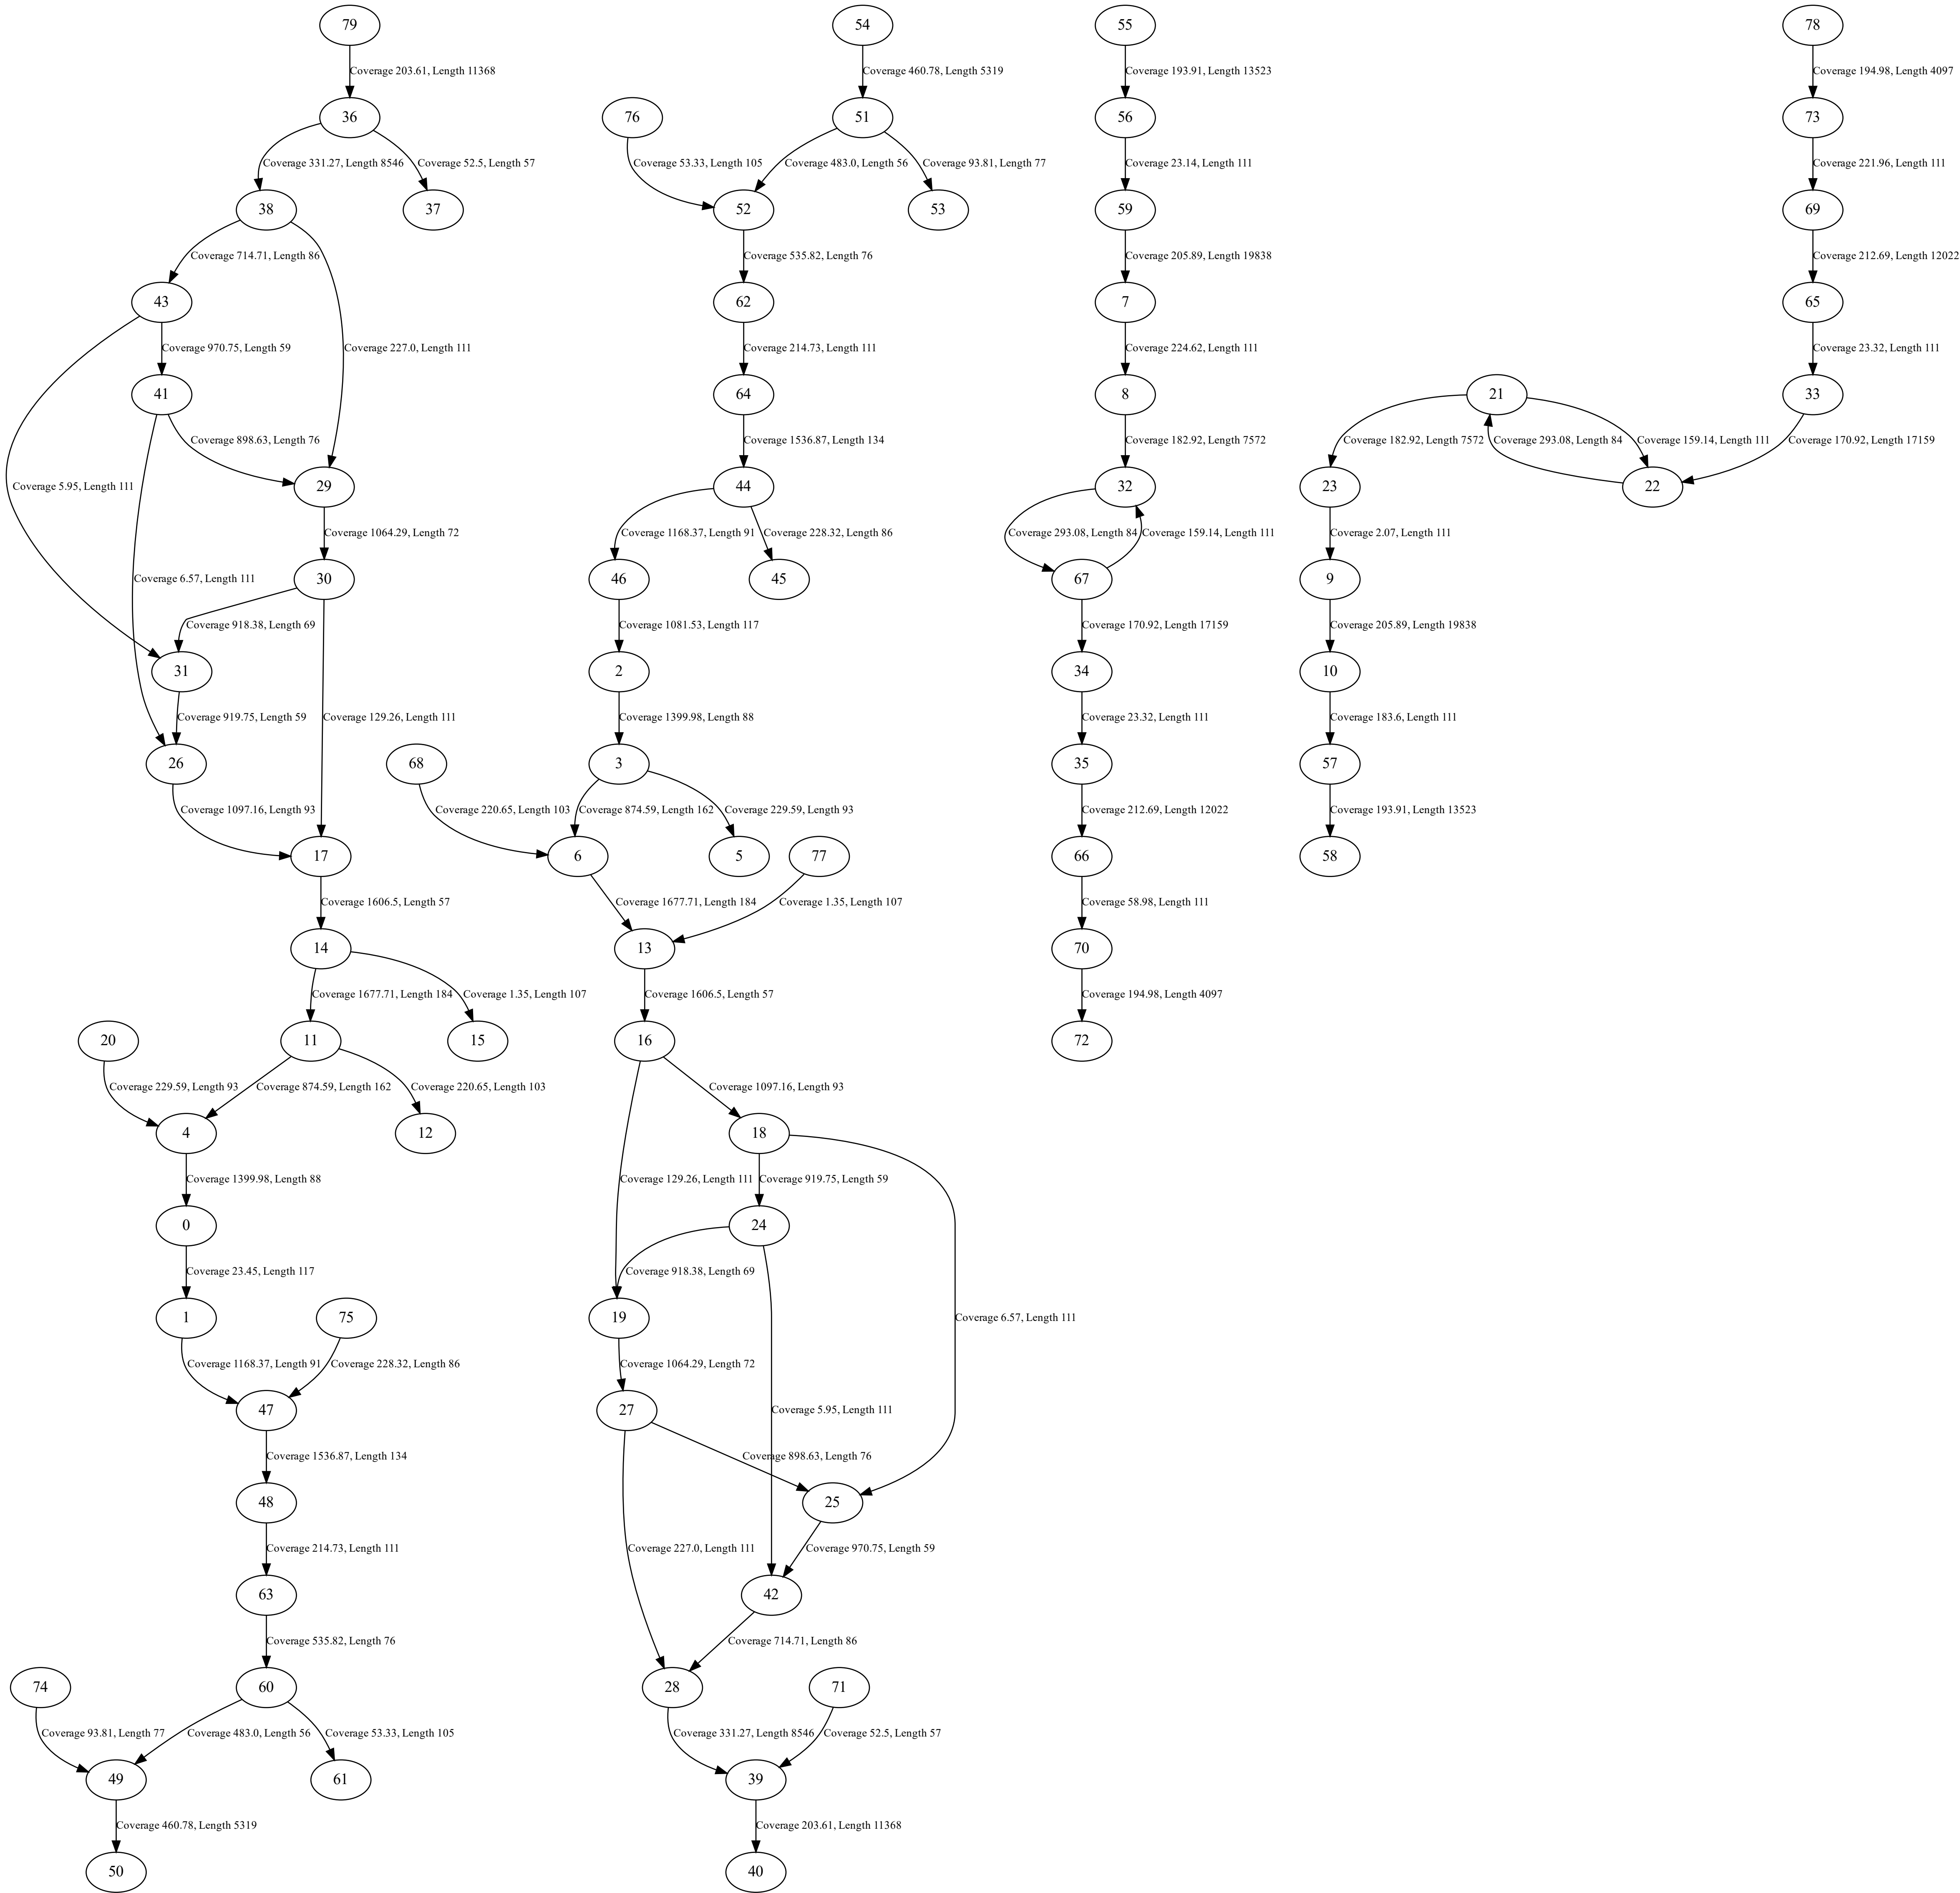 79
54
55
78
Coverage 203.61, Length 11368
Coverage 460.78, Length 5319
Coverage 193.91, Length 13523
Coverage 194.98, Length 4097
36
76
51
56
73
Coverage 331.27, Length 8546
Coverage 52.5, Length 57
Coverage 53.33, Length 105
Coverage 483.0, Length 56
Coverage 93.81, Length 77
Coverage 23.14, Length 111
Coverage 221.96, Length 111
38
37
52
53
59
69
Coverage 714.71, Length 86
Coverage 535.82, Length 76
Coverage 205.89, Length 19838
Coverage 212.69, Length 12022
43
62
7
65
Coverage 970.75, Length 59
Coverage 227.0, Length 111
Coverage 214.73, Length 111
Coverage 224.62, Length 111
Coverage 23.32, Length 111
41
64
8
21
33
Coverage 898.63, Length 76
Coverage 1536.87, Length 134
Coverage 182.92, Length 7572
Coverage 182.92, Length 7572
Coverage 293.08, Length 84
Coverage 159.14, Length 111
Coverage 170.92, Length 17159
Coverage 5.95, Length 111
29
44
32
23
22
Coverage 1064.29, Length 72
Coverage 1168.37, Length 91
Coverage 228.32, Length 86
Coverage 293.08, Length 84
Coverage 159.14, Length 111
Coverage 2.07, Length 111
Coverage 6.57, Length 111
30
46
45
67
9
Coverage 918.38, Length 69
Coverage 1081.53, Length 117
Coverage 170.92, Length 17159
Coverage 205.89, Length 19838
31
2
34
10
Coverage 919.75, Length 59
Coverage 129.26, Length 111
Coverage 1399.98, Length 88
Coverage 23.32, Length 111
Coverage 183.6, Length 111
26
68
3
35
57
Coverage 1097.16, Length 93
Coverage 220.65, Length 103
Coverage 874.59, Length 162
Coverage 229.59, Length 93
Coverage 212.69, Length 12022
Coverage 193.91, Length 13523
17
6
5
77
66
58
Coverage 1606.5, Length 57
Coverage 1677.71, Length 184
Coverage 1.35, Length 107
Coverage 58.98, Length 111
14
13
70
Coverage 1677.71, Length 184
Coverage 1.35, Length 107
Coverage 1606.5, Length 57
Coverage 194.98, Length 4097
20
11
15
16
72
Coverage 229.59, Length 93
Coverage 874.59, Length 162
Coverage 220.65, Length 103
Coverage 1097.16, Length 93
4
12
18
Coverage 1399.98, Length 88
Coverage 129.26, Length 111
Coverage 919.75, Length 59
0
24
Coverage 23.45, Length 117
Coverage 918.38, Length 69
1
75
19
Coverage 6.57, Length 111
Coverage 1168.37, Length 91
Coverage 228.32, Length 86
Coverage 1064.29, Length 72
47
27
Coverage 5.95, Length 111
Coverage 1536.87, Length 134
Coverage 898.63, Length 76
48
25
Coverage 214.73, Length 111
Coverage 227.0, Length 111
Coverage 970.75, Length 59
63
42
Coverage 535.82, Length 76
Coverage 714.71, Length 86
74
60
28
71
Coverage 93.81, Length 77
Coverage 483.0, Length 56
Coverage 53.33, Length 105
Coverage 331.27, Length 8546
Coverage 52.5, Length 57
49
61
39
Coverage 460.78, Length 5319
Coverage 203.61, Length 11368
50
40